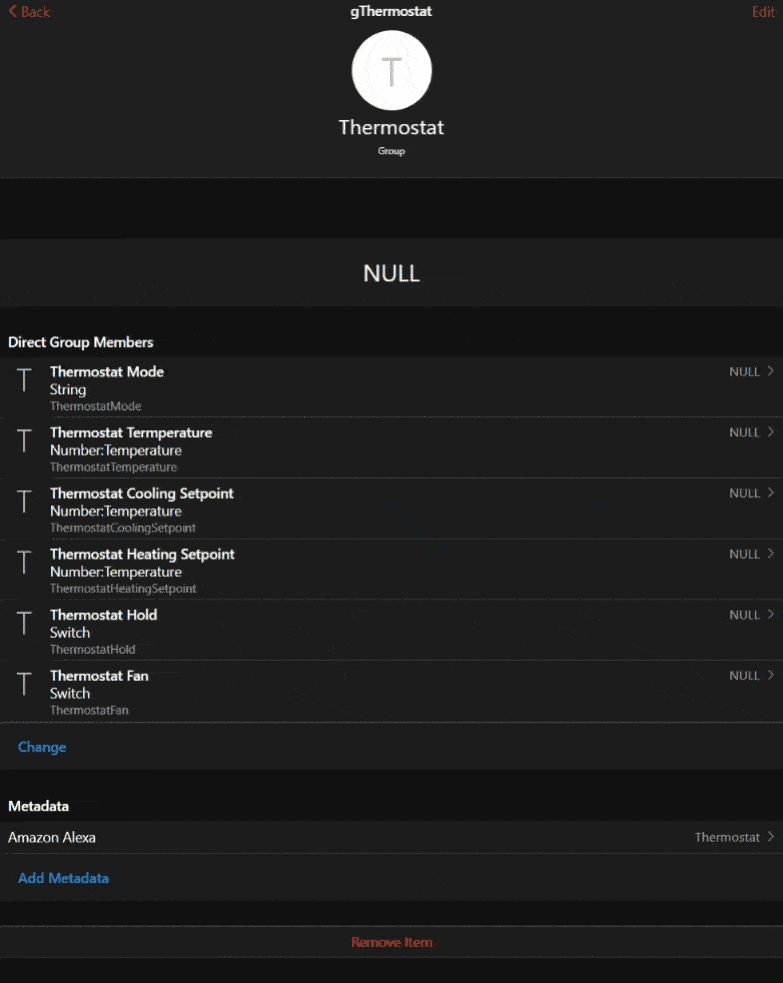 Back
gThermostat
Edit
T
Thermostat
Group
NULL
Direct Group Members
T
Thermostat Mode
NULL
String
ThermostatMode
T
Thermostat Termperature
NULL
Number:Temperature
ThermostatTemperature
T
Thermostat Cooling Setpoint
NULL
Number:Temperature
ThermostatCoolingSetpoint
T
Thermostat Heating Setpoint
NULL
Number:Temperature
ThermostatHeatingSetpoint
T
Thermostat Hold
NULL
Switch
ThermostatHold
T
Thermostat Fan
NULL
Switch
ThermostatFan
Change
Metadata
Amazon Alexa
Thermostat
Add Metadata
Remove Item